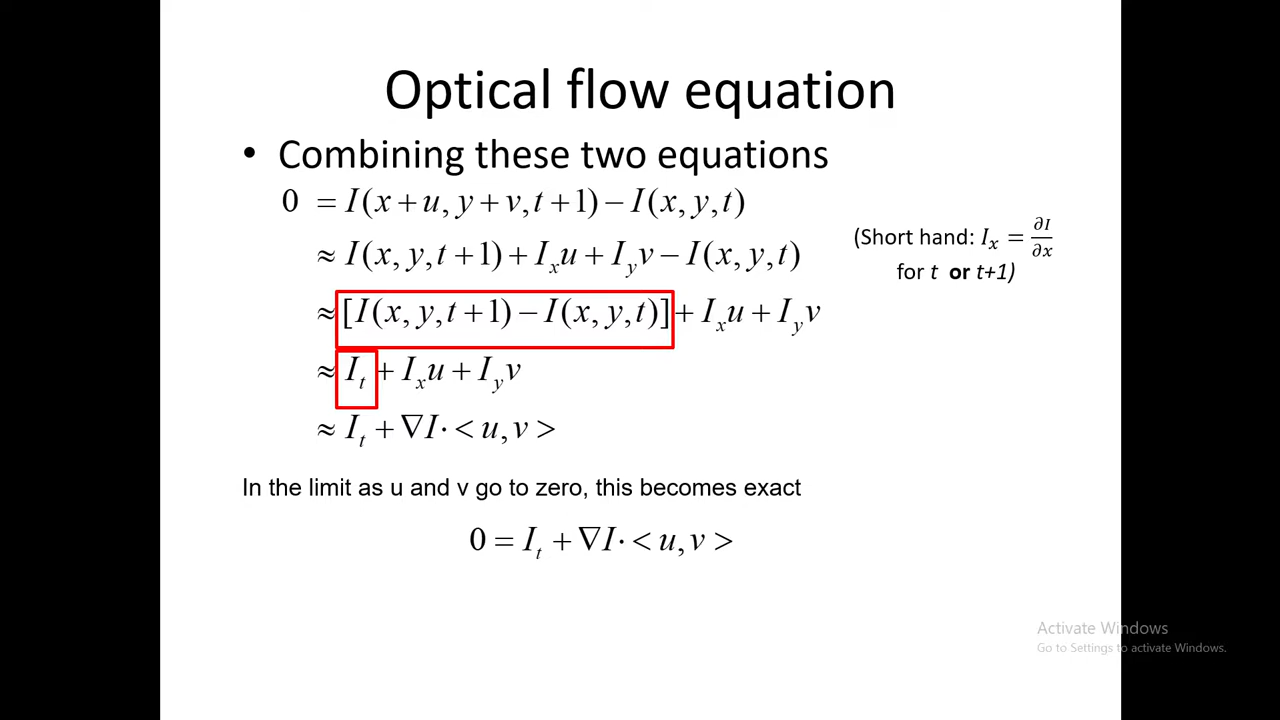 Optical flow equation
• Combining these two equations
0 = I(x+u, y+v, t+1) − I(x, y, t)
≈ I(x, y, t+1) + I_x u + I_y v − I(x, y, t)
(Short hand: I_x = ∂I/∂x
for t or t+1)
≈ [I(x, y, t+1) − I(x, y, t)] + I_x u + I_y v
≈ I_t + I_x u + I_y v
≈ I_t + ∇I · < u, v >
In the limit as u and v go to zero, this becomes exact
0 = I_t + ∇I · < u, v >
Activate Windows
Go to Settings to activate Windows.